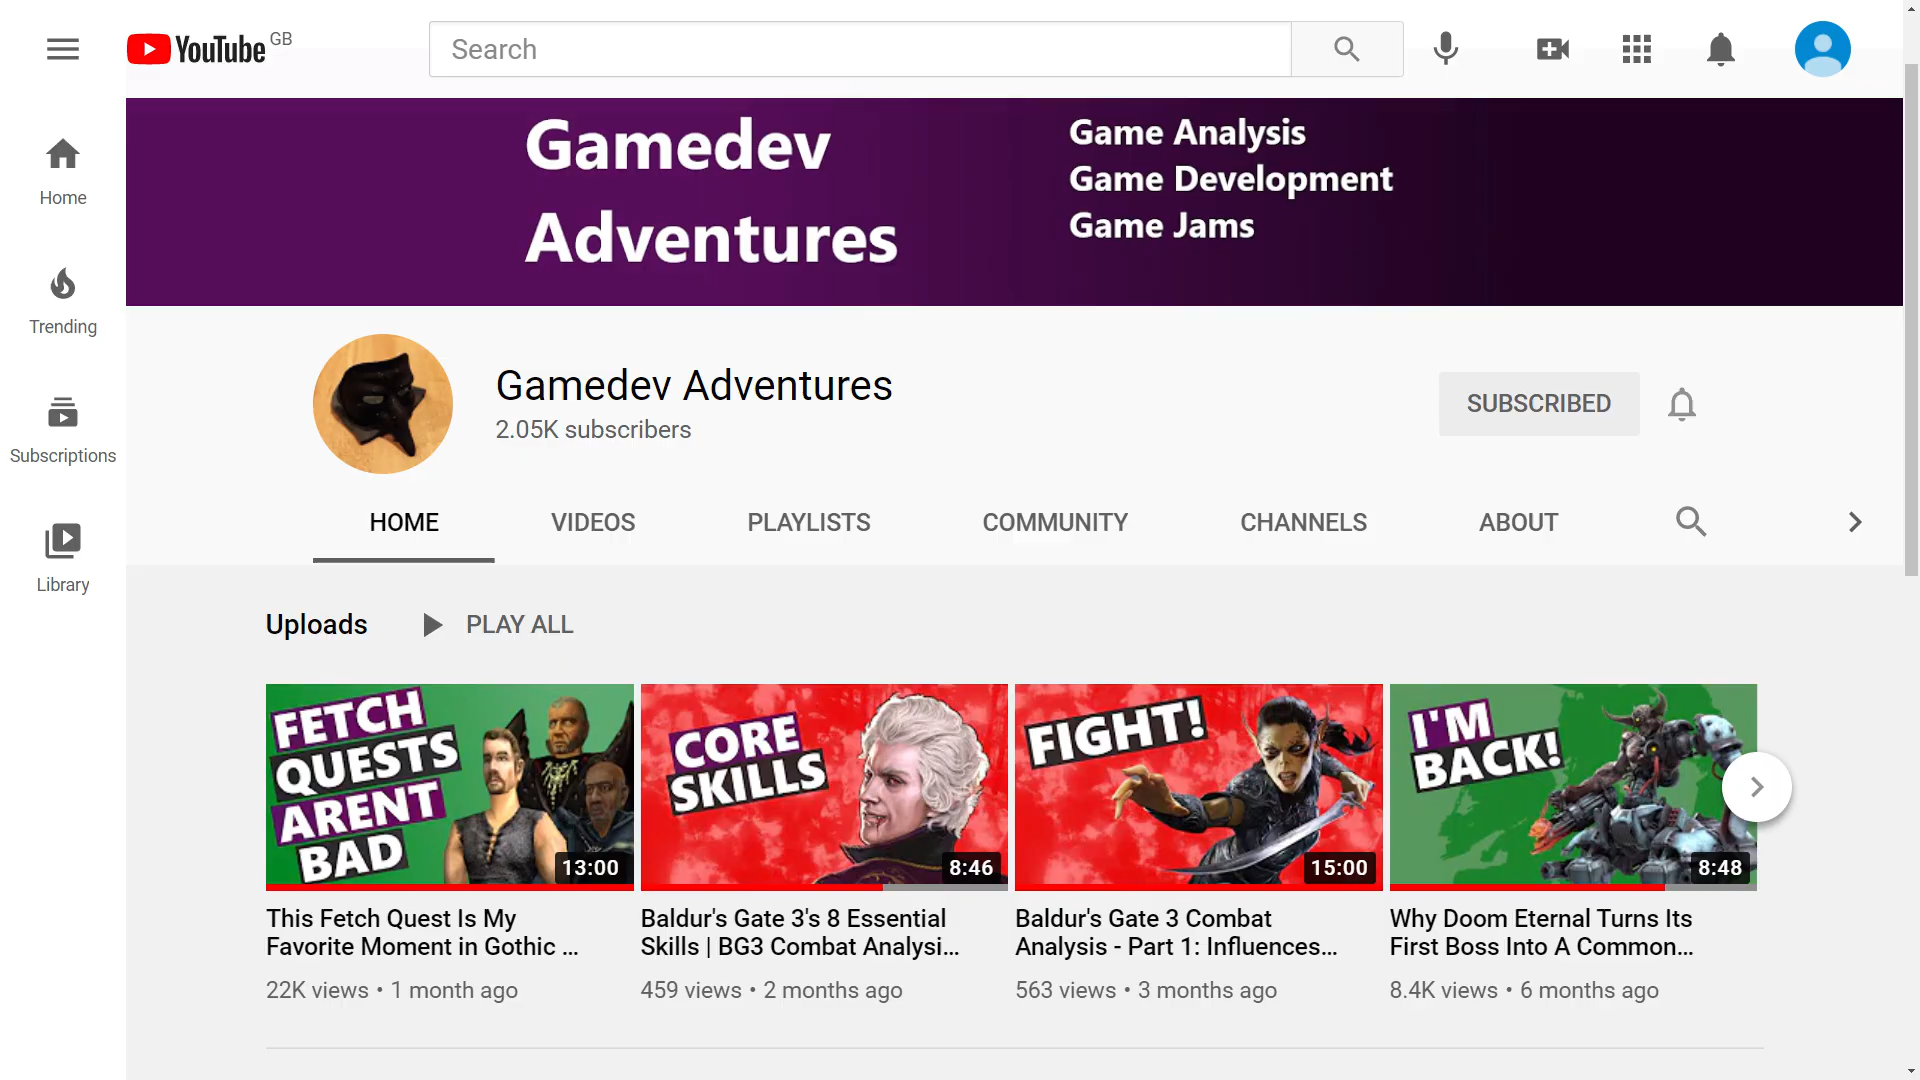 YouTube GB
Search
Gamedev
Adventures
Game Analysis
Game Development
Game Jams
Home
Trending
Subscriptions
Library
Gamedev Adventures
2.05K subscribers
SUBSCRIBED
HOME VIDEOS PLAYLISTS COMMUNITY CHANNELS ABOUT
Uploads PLAY ALL
FETCH
QUESTS
ARENT
BAD
13:00
This Fetch Quest Is My
Favorite Moment in Gothic ...
22K views • 1 month ago
CORE
SKILLS
8:46
Baldur's Gate 3's 8 Essential
Skills | BG3 Combat Analysi...
459 views • 2 months ago
FIGHT!
15:00
Baldur's Gate 3 Combat
Analysis - Part 1: Influences...
563 views • 3 months ago
I'M
BACK!
8:48
Why Doom Eternal Turns Its
First Boss Into A Common...
8.4K views • 6 months ago